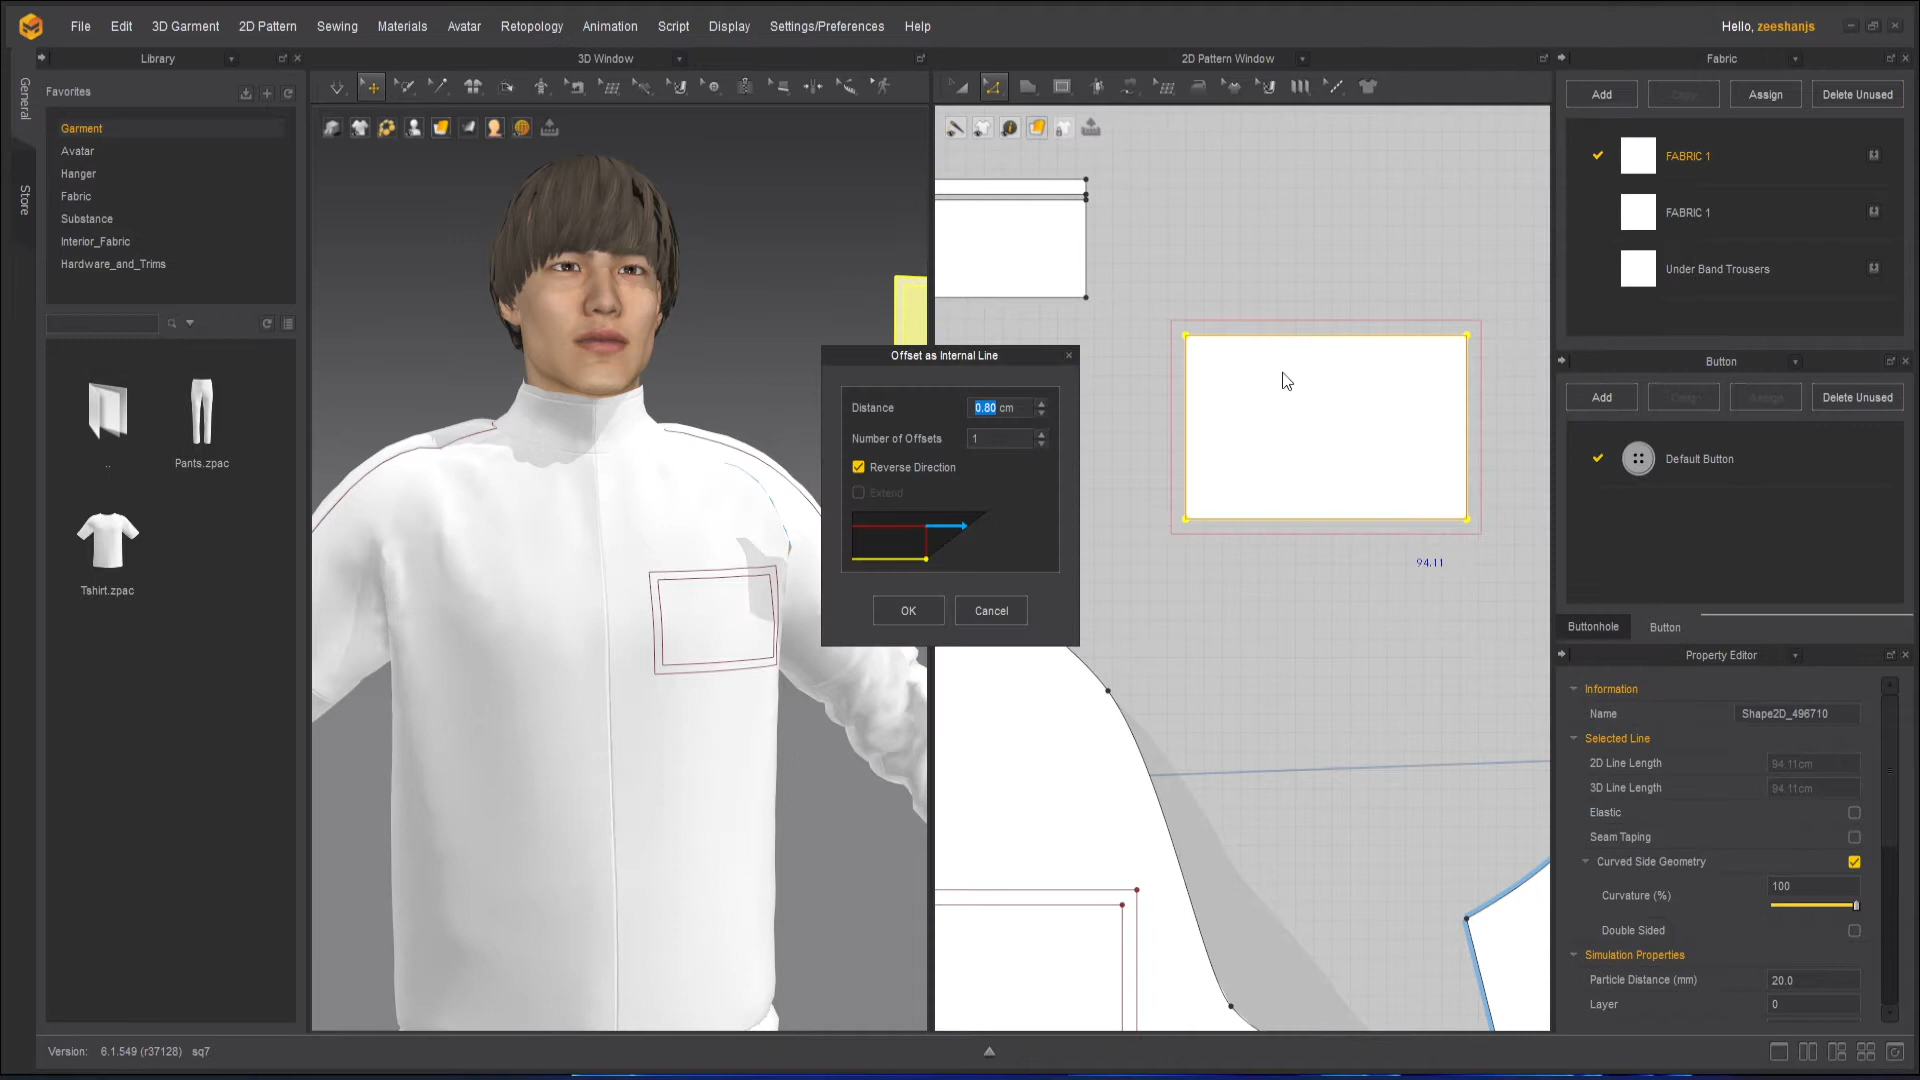 File Edit 3D Garment 2D Pattern Sewing Materials Avatar Retopology Animation Script Display Settings/Preferences Help
Hello, zeeshanjs
Library
3D Window
2D Pattern Window
Fabric
General
Store
Favorites
Garment
Avatar
Hanger
Fabric
Substance
Interior_Fabric
Hardware_and_Trims
..
Pants.zpac
Tshirt.zpac
Offset as Internal Line
Distance 0.80 cm
Number of Offsets 1
Reverse Direction
Extend
OK Cancel
94.11
Add Copy Assign Delete Unused
FABRIC 1
FABRIC 1
Under Band Trousers
Button
Add Assign Delete Unused
Default Button
Buttonhole Button
Property Editor
Information
Name Shape2D_496710
Selected Line
2D Line Length 94.11cm
3D Line Length 94.11cm
Elastic
Seam Taping
Curved Side Geometry
Curvature (%) 100
Double Sided
Simulation Properties
Particle Distance (mm) 20.0
Layer 0
Version: 6.1.549 (r37128) sq7